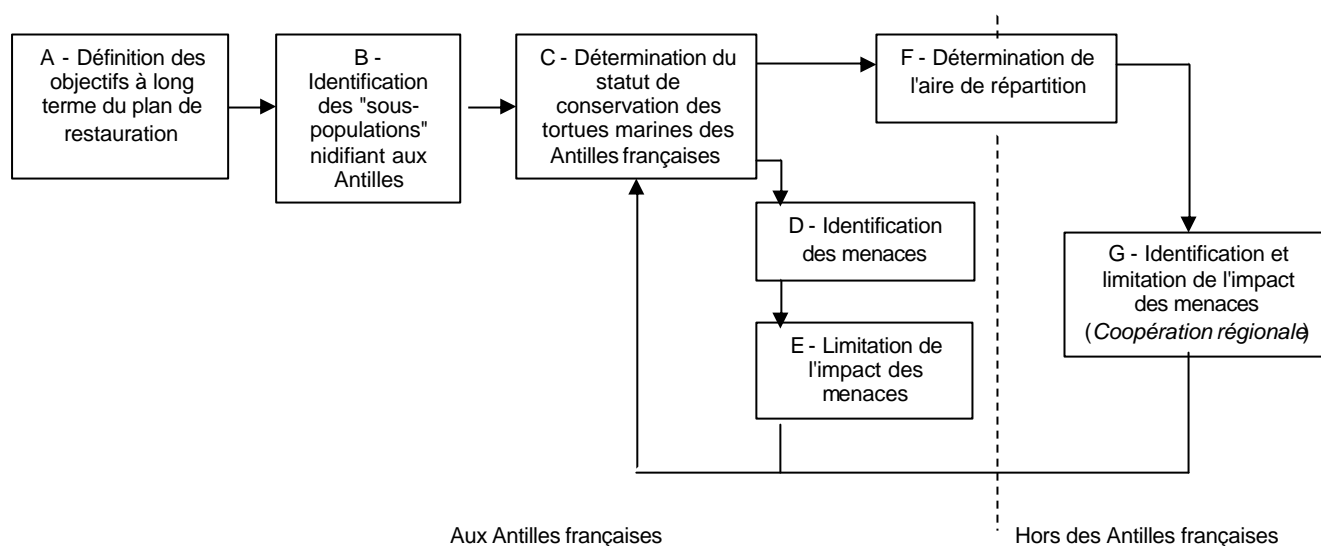 A - Définition des
objectifs à long
terme du plan de
restauration
B -
Identification
des "sous-
populations"
nidifiant aux
Antilles
C - Détermination du
statut de
conservation des
tortues marines des
Antilles françaises
F - Détermination de
l'aire de répartition
D - Identification
des menaces
E - Limitation de
l'impact des
menaces
G - Identification et
limitation de l'impact
des menaces
(Coopération régionale)
Aux Antilles françaises
Hors des Antilles françaises